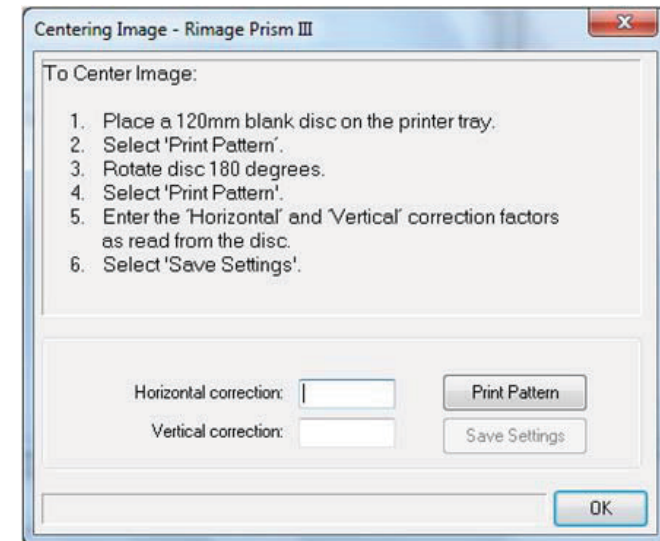 Centering Image - Rimage Prism III
To Center Image:
1. Place a 120mm blank disc on the printer tray.
2. Select 'Print Pattern'.
3. Rotate disc 180 degrees.
4. Select 'Print Pattern'.
5. Enter the 'Horizontal' and 'Vertical' correction factors
as read from the disc.
6. Select 'Save Settings'.
Horizontal correction:
Print Pattern
Vertical correction:
Save Settings
OK